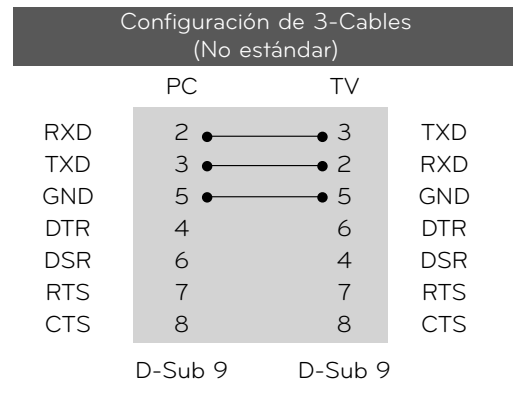 Configuración de 3-Cables
(No estándar)
PC TV
RXD 2 3 TXD
TXD 3 2 RXD
GND 5 5 GND
DTR 4 6 DTR
DSR 6 4 DSR
RTS 7 7 RTS
CTS 8 8 CTS
D-Sub 9 D-Sub 9